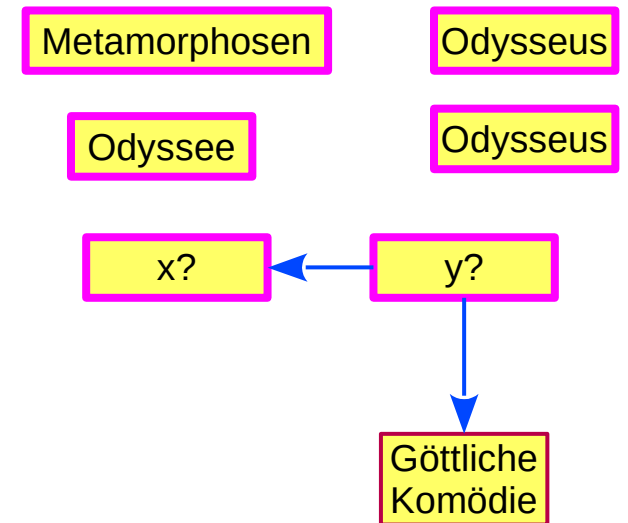 Metamorphosen
Odysseus
Odyssee
Odysseus
x?
y?
Göttliche
Komödie